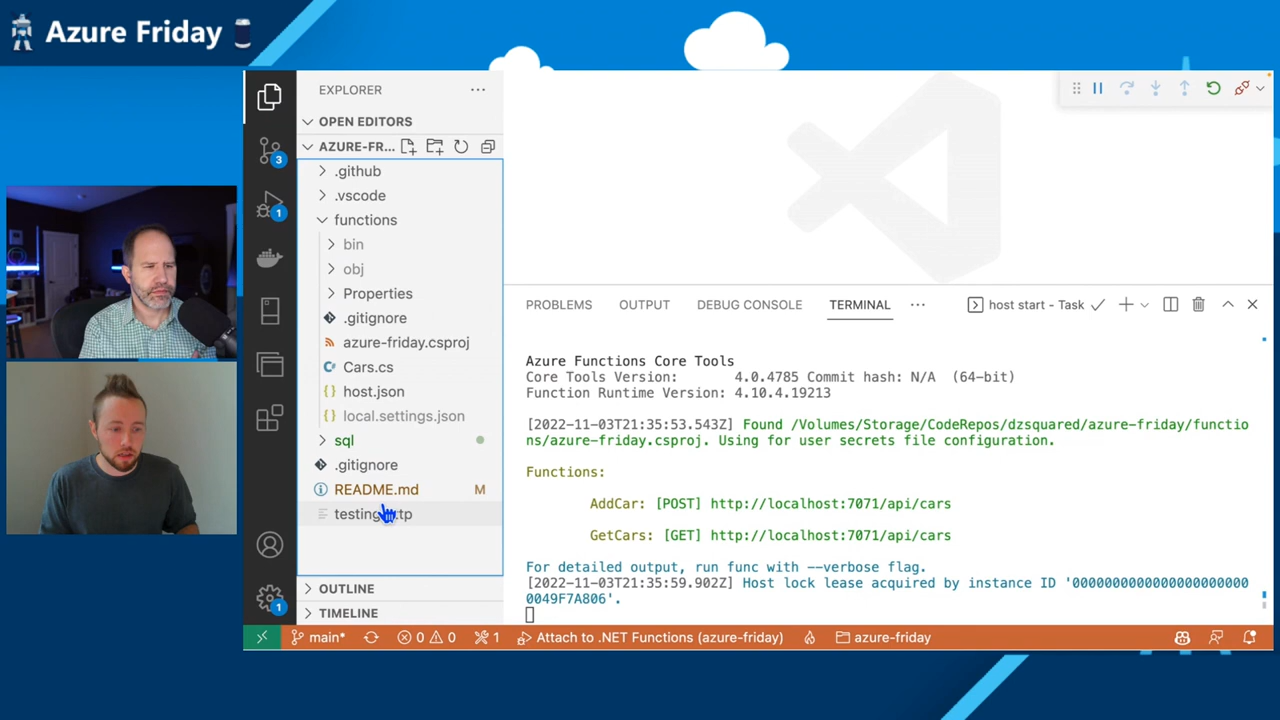 Azure Friday
EXPLORER
OPEN EDITORS
AZURE-FR...
.github
.vscode
functions
bin
obj
Properties
.gitignore
azure-friday.csproj
Cars.cs
host.json
local.settings.json
sql
.gitignore
README.md M
OUTLINE
TIMELINE
3
1
1
PROBLEMS OUTPUT DEBUG CONSOLE TERMINAL ... host start - Task
Azure Functions Core Tools
Core Tools Version: 4.0.4785 Commit hash: N/A (64-bit)
Function Runtime Version: 4.10.4.19213
[2022-11-03T21:35:53.543Z] Found /Volumes/Storage/CodeRepos/dzsquared/azure-friday/functio
ns/azure-friday.csproj. Using for user secrets file configuration.
Functions:
AddCar: [POST] http://localhost:7071/api/cars
GetCars: [GET] http://localhost:7071/api/cars
For detailed output, run func with --verbose flag.
[2022-11-03T21:35:59.902Z] Host lock lease acquired by instance ID '0000000000000000000000
0049F7A806'.
main* 0 0 1 Attach to .NET Functions (azure-friday) azure-friday